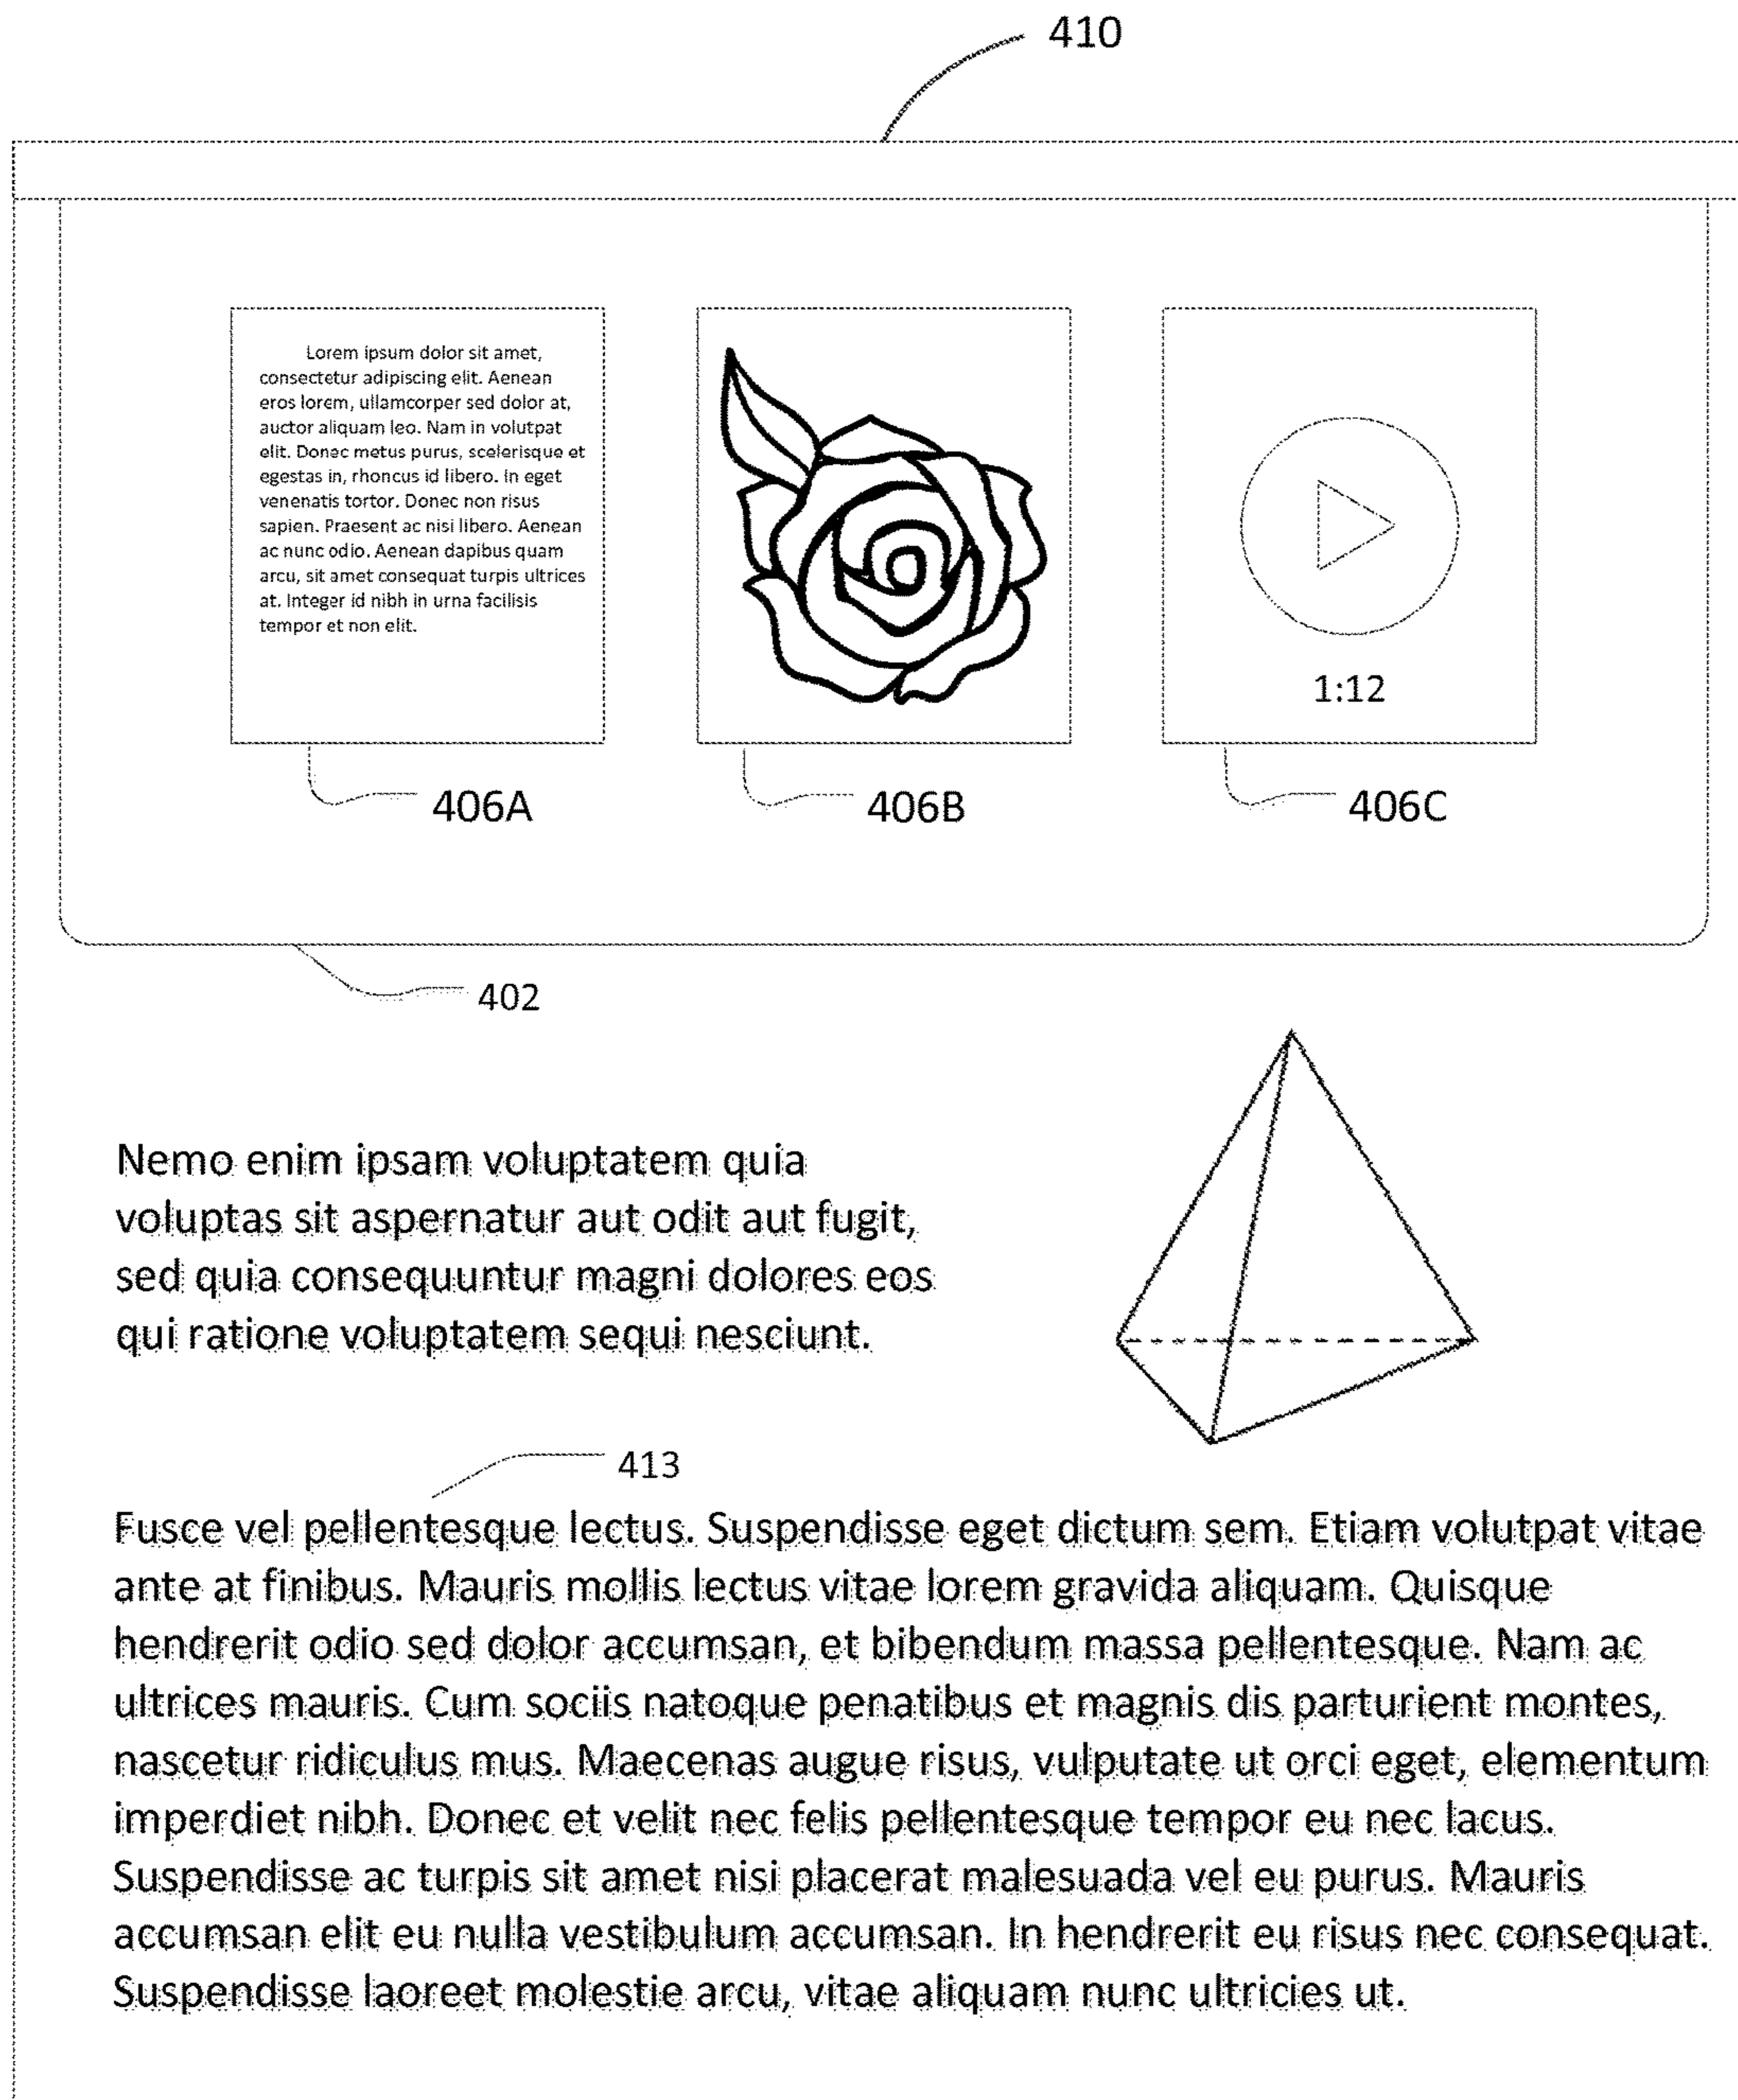 410
Lorem ipsum dolor sit amet,
consectetur adipiscing elit. Aenean
eros lorem, ullamcorper sed dolor at,
auctor aliquam leo. Nam in volutpat
elit. Donec metus purus, scelerisque et
egestas in, rhoncus id libero. In eget
venenatis tortor. Donec non risus
sapien. Praesent ac nisi libero. Aenean
ac nunc odio. Aenean dapibus quam
arcu, sit amet consequat turpis ultrices
at. Integer id nibh in urna facilisis
tempor et non elit.
1:12
406A
406B
406C
402
Nemo enim ipsam voluptatem quia
voluptas sit aspernatur aut odit aut fugit,
sed quia consequuntur magni dolores eos
qui ratione voluptatem sequi nesciunt.
413
Fusce vel pellentesque lectus. Suspendisse eget dictum sem. Etiam volutpat vitae
ante at finibus. Mauris mollis lectus vitae lorem gravida aliquam. Quisque
hendrerit odio sed dolor accumsan, et bibendum massa pellentesque. Nam ac
ultrices mauris. Cum sociis natoque penatibus et magnis dis parturient montes,
nascetur ridiculus mus. Maecenas augue risus, vulputate ut orci eget, elementum
imperdiet nibh. Donec et velit nec felis pellentesque tempor eu nec lacus.
Suspendisse ac turpis sit amet nisi placerat malesuada vel eu purus. Mauris
accumsan elit eu nulla vestibulum accumsan. In hendrerit eu risus nec consequat.
Suspendisse laoreet molestie arcu, vitae aliquam nunc ultricies ut.